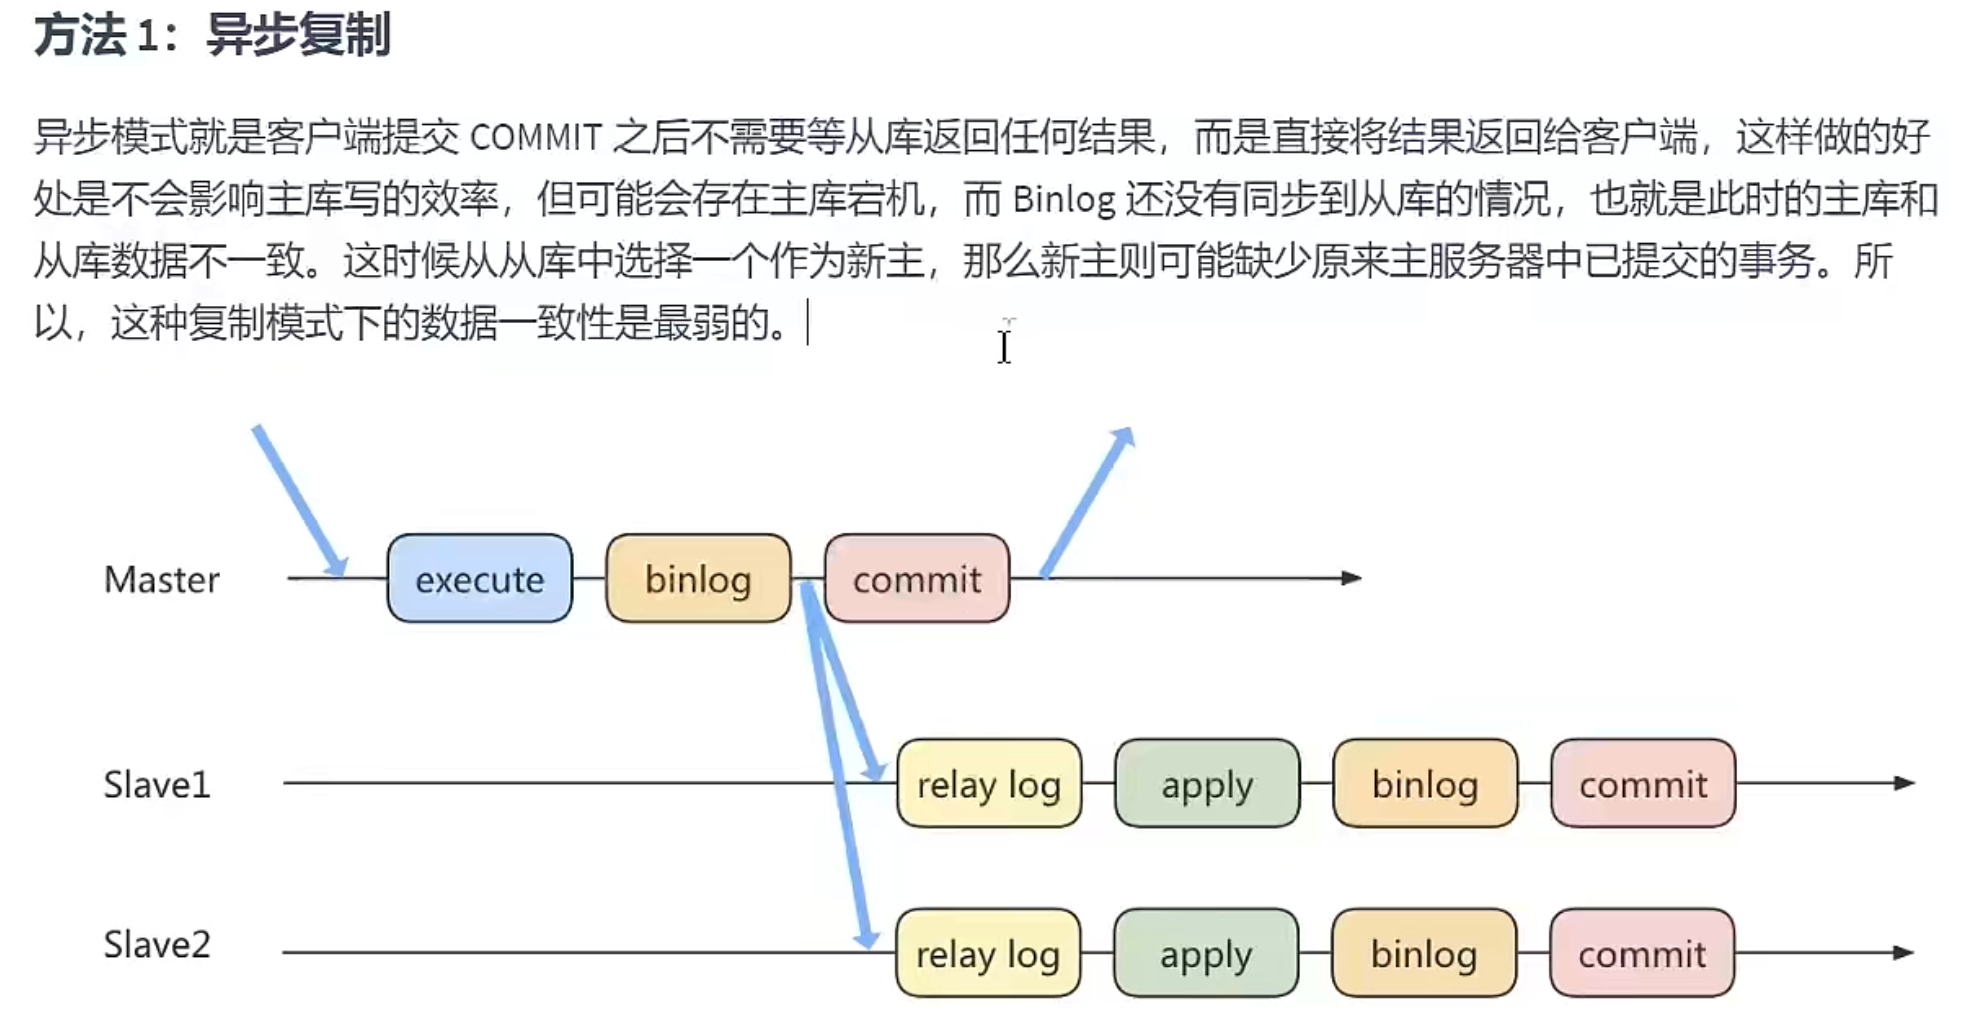 方法 1：异步复制
异步模式就是客户端提交 COMMIT 之后不需要等从库返回任何结果，而是直接将结果返回给客户端，这样做的好
处是不会影响主库写的效率，但可能会存在主库宕机，而 Binlog 还没有同步到从库的情况，也就是此时的主库和
从库数据不一致。这时候从从库中选择一个作为新主，那么新主则可能缺少原来主服务器中已提交的事务。所
以，这种复制模式下的数据一致性是最弱的。
Master execute binlog commit
Slave1 relay log apply binlog commit
Slave2 relay log apply binlog commit